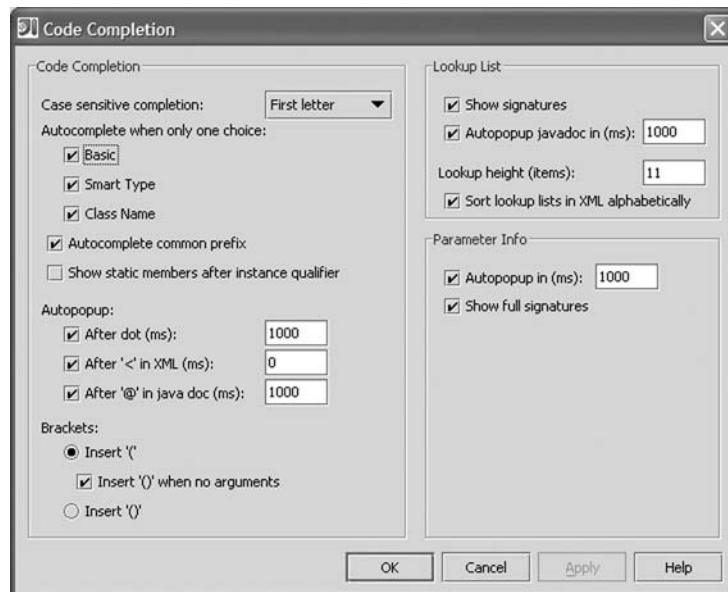 Code Completion
Code Completion
Case sensitive completion: First letter
Autocomplete when only one choice:
Basic
Smart Type
Class Name
Autocomplete common prefix
Show static members after instance qualifier
Autopopup:
After dot (ms): 1000
After '<' in XML (ms): 0
After '@' in java doc (ms): 1000
Brackets:
Insert '('
Insert '()' when no arguments
Insert '()'
Lookup List
Show signatures
Autopopup javadoc in (ms): 1000
Lookup height (items): 11
Sort lookup lists in XML alphabetically
Parameter Info
Autopopup in (ms): 1000
Show full signatures
OK Cancel Apply Help